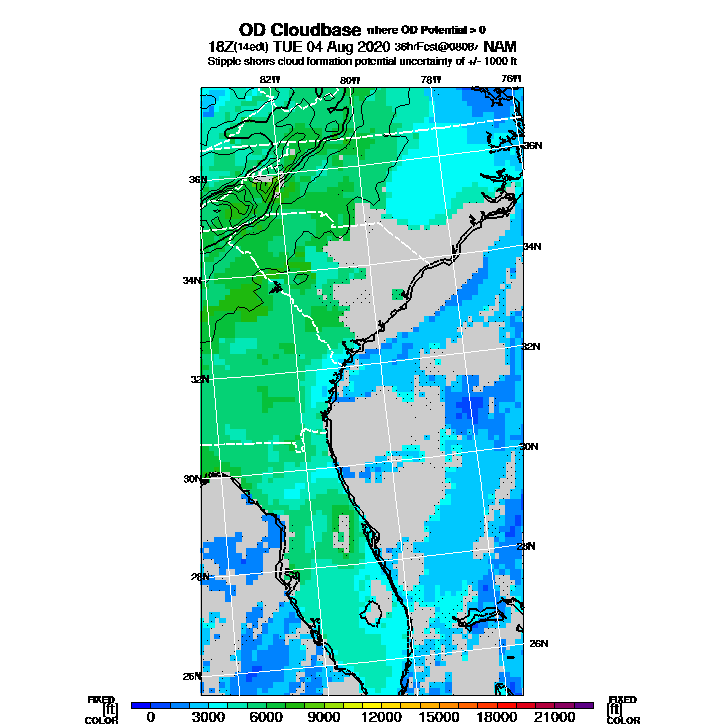 OD Cloudbase where OD Potential > 0
18Z(14edt) TUE 04 Aug 2020 36hrFcst@0808z NAM
Stipple shows cloud formation potential uncertainty of +/- 1000 ft
82W 80W 78W 76W
36N 36N
34N 34N
32N 32N
30N 30N
28N 28N
26N 26N
FIXED FIXED
[ft] [ft]
COLOR COLOR
0 3000 6000 9000 12000 15000 18000 21000